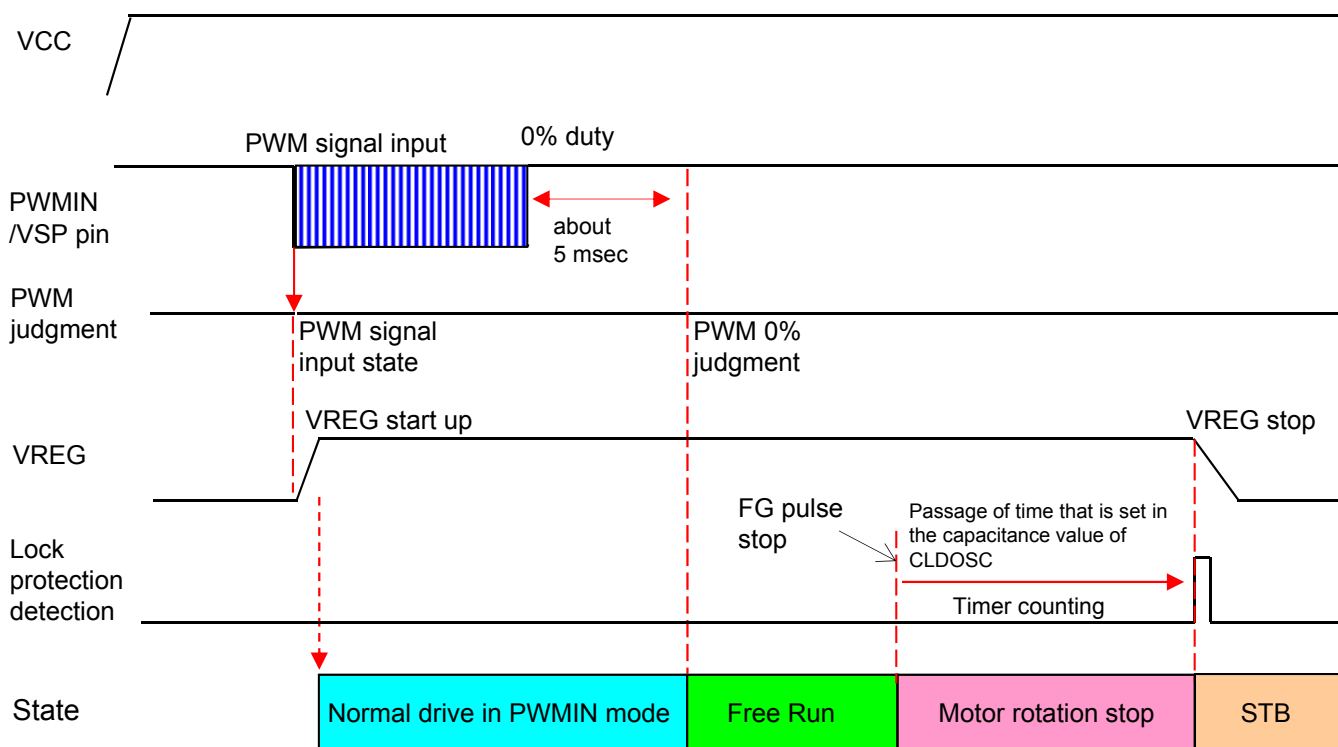 VCC
PWM signal input
0% duty
PWMIN
/VSP pin
about
5 msec
PWM
judgment
PWM signal
input state
PWM 0%
judgment
VREG start up
VREG stop
VREG
FG pulse
stop
Passage of time that is set in
the capacitance value of
CLDOSC
Lock
protection
detection
Timer counting
State
Normal drive in PWMIN mode
Free Run
Motor rotation stop
STB